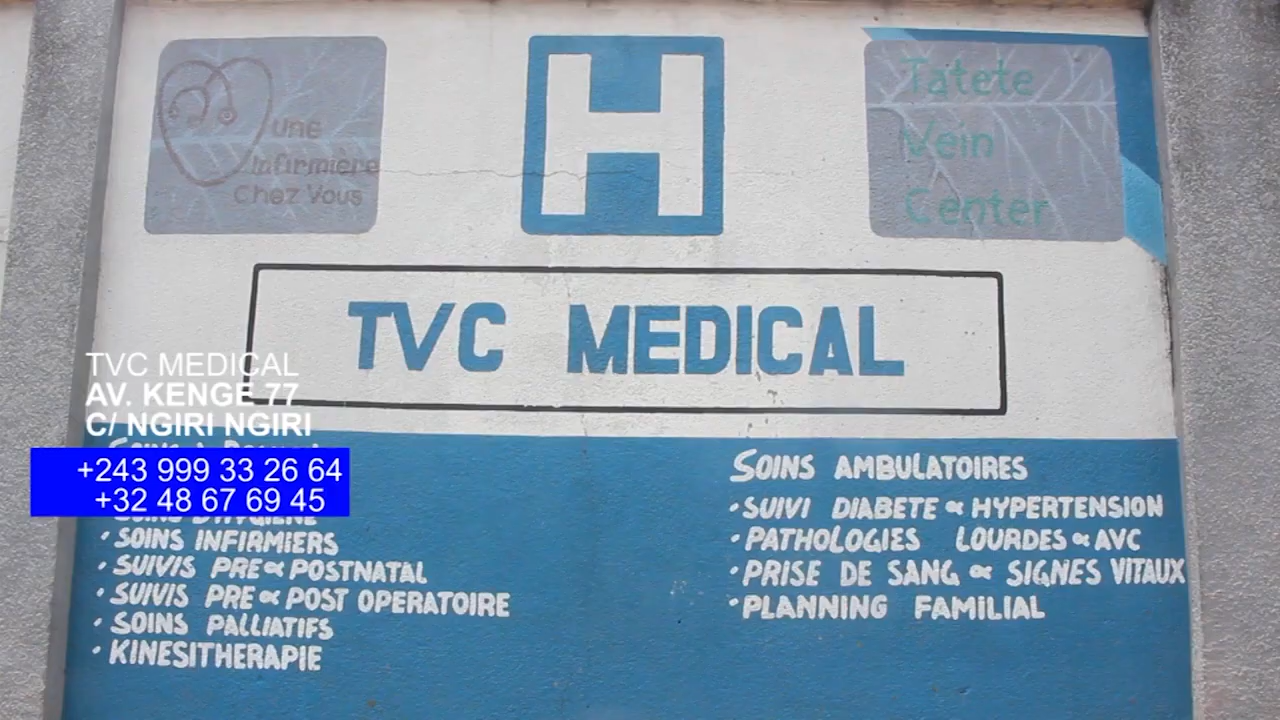 Une
Infirmière
Chez Vous
H
Tatete
Vein
Center
TVC MEDICAL
TVC MEDICAL
AV. KENGE 77
C/ NGIRI NGIRI
+243 999 33 26 64
+32 48 67 69 45
SOINS D'HYGIENE
• SOINS INFIRMIERS
• SUIVIS PRE & POSTNATAL
• SUIVIS PRE & POST OPERATOIRE
• SOINS PALLIATIFS
• KINESITHERAPIE
SOINS AMBULATOIRES
• SUIVI DIABETE & HYPERTENSION
• PATHOLOGIES LOURDES & AVC
• PRISE DE SANG & SIGNES VITAUX
• PLANNING FAMILIAL